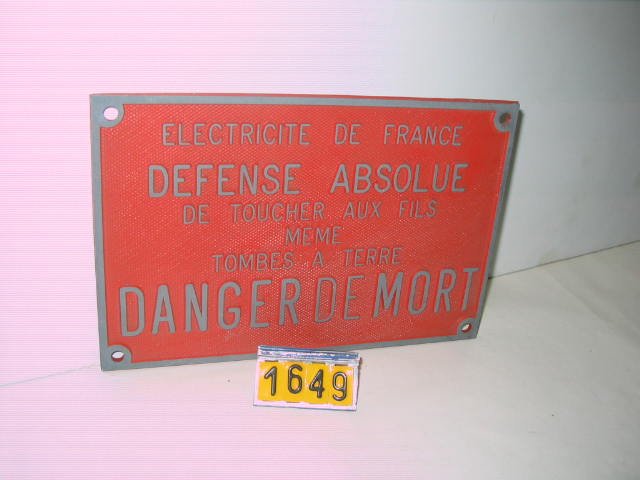 ELECTRICITE DE FRANCE
DEFENSE ABSOLUE
DE TOUCHER AUX FILS
MEME
TOMBES A TERRE
DANGER DE MORT
1649